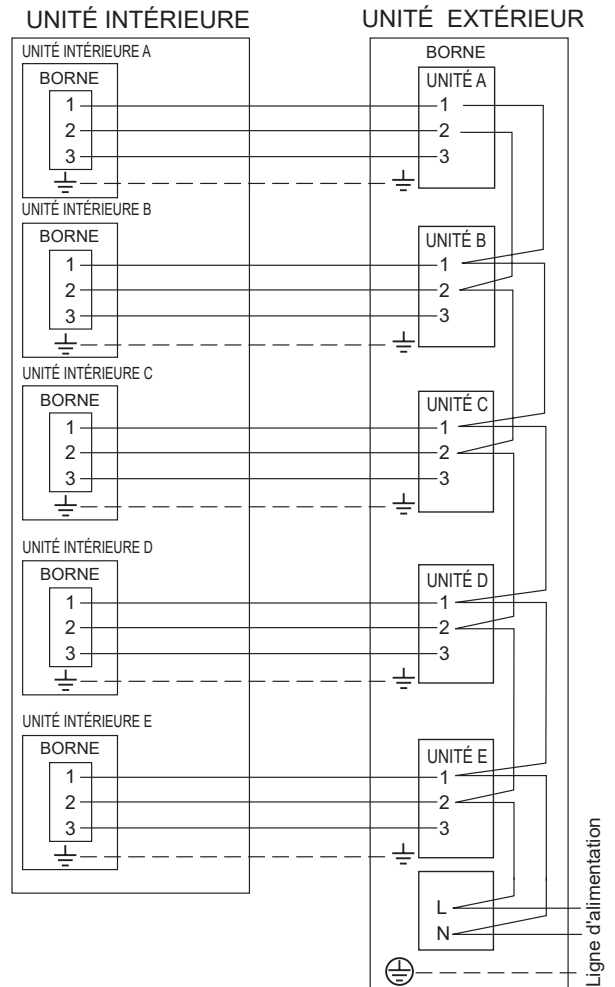 UNITÉ INTÉRIEURE
UNITÉ EXTÉRIEUR
UNITÉ INTÉRIEURE A
BORNE
1
2
3
BORNE
UNITÉ A
1
2
3
UNITÉ INTÉRIEURE B
BORNE
1
2
3
UNITÉ B
1
2
3
UNITÉ INTÉRIEURE C
BORNE
1
2
3
UNITÉ C
1
2
3
UNITÉ INTÉRIEURE D
BORNE
1
2
3
UNITÉ D
1
2
3
UNITÉ INTÉRIEURE E
BORNE
1
2
3
UNITÉ E
1
2
3
L
N
Ligne d'alimentation